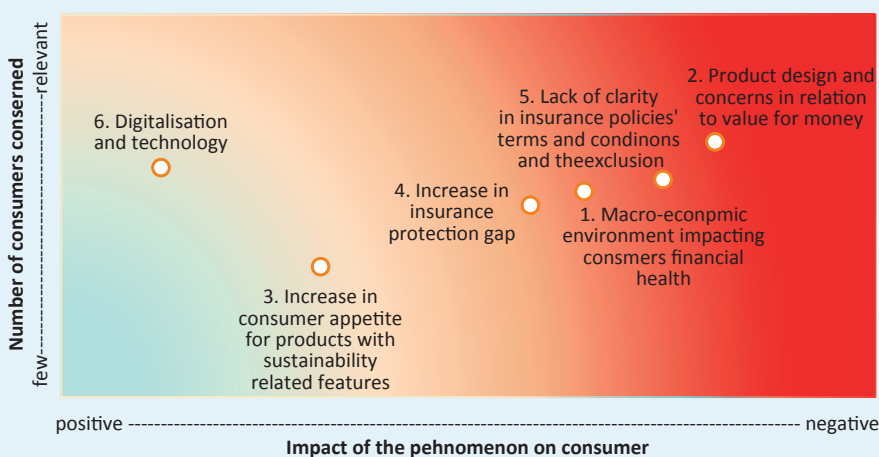 Number of consumers conserned
few--------------------------relevant
6. Digitalisation
and technology
3. Increase in
consumer appetite
for products with
sustainability
related features
4. Increase in
insurance
protection gap
5. Lack of clarity
in insurance policies'
terms and condinons
and theexclusion
1. Macro-econpmic
environment impacting
consmers financial
health
2. Product design and
concerns in relation
to value for money
positive ---------------------------------------------------------------- negative
Impact of the pehnomenon on consumer